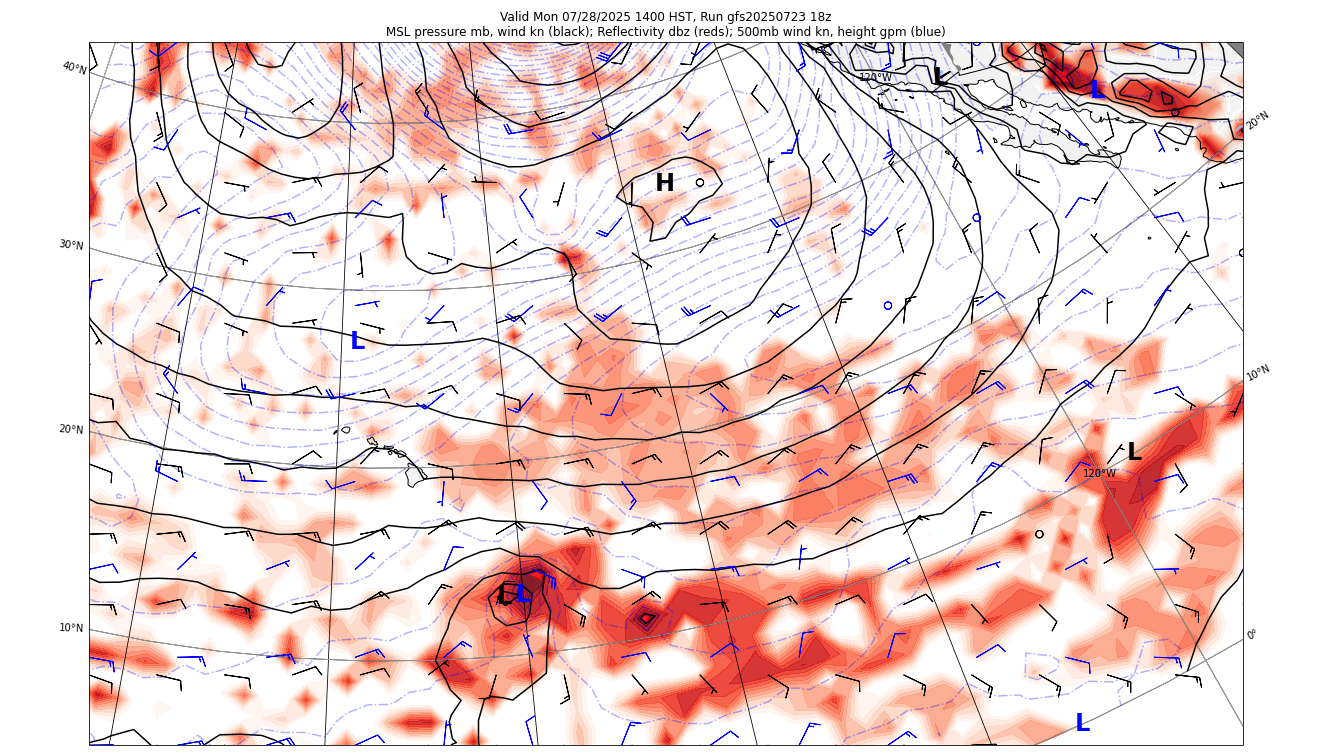 Valid Mon 07/28/2025 1400 HST, Run gfs20250723 18z
MSL pressure mb, wind kn (black); Reflectivity dbz (reds); 500mb wind kn, height gpm (blue)
40°N
120°W
L
L
20°N
H
30°N
L
10°N
20°N
L
120°W
L
L
10°N
0°
L